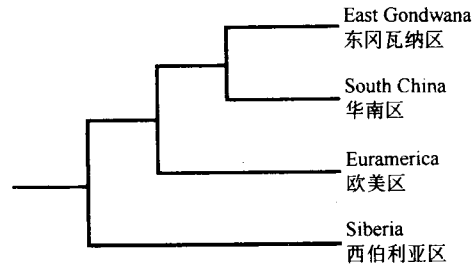 East Gondwana
东冈瓦纳区
South China
华南区
Euramerica
欧美区
Siberia
西伯利亚区